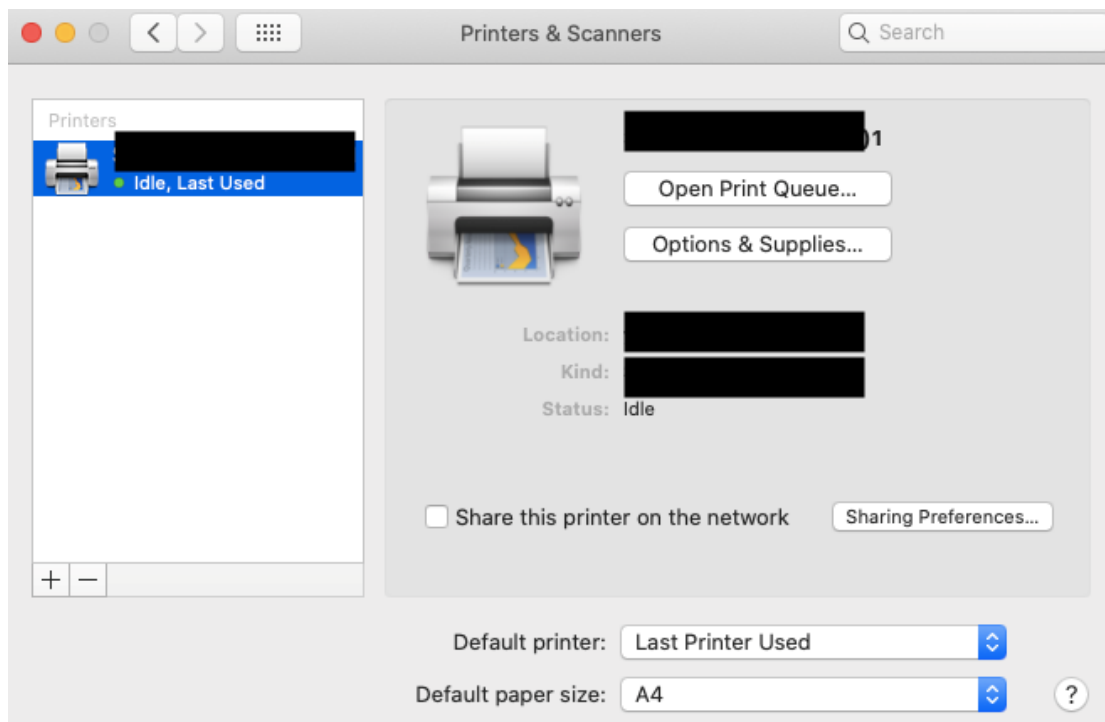 Printers & Scanners
Search
Printers
Idle, Last Used
)1
Open Print Queue...
Options & Supplies...
Location:
Kind:
Status: Idle
Share this printer on the network
Sharing Preferences...
+ −
Default printer: Last Printer Used
Default paper size: A4
?